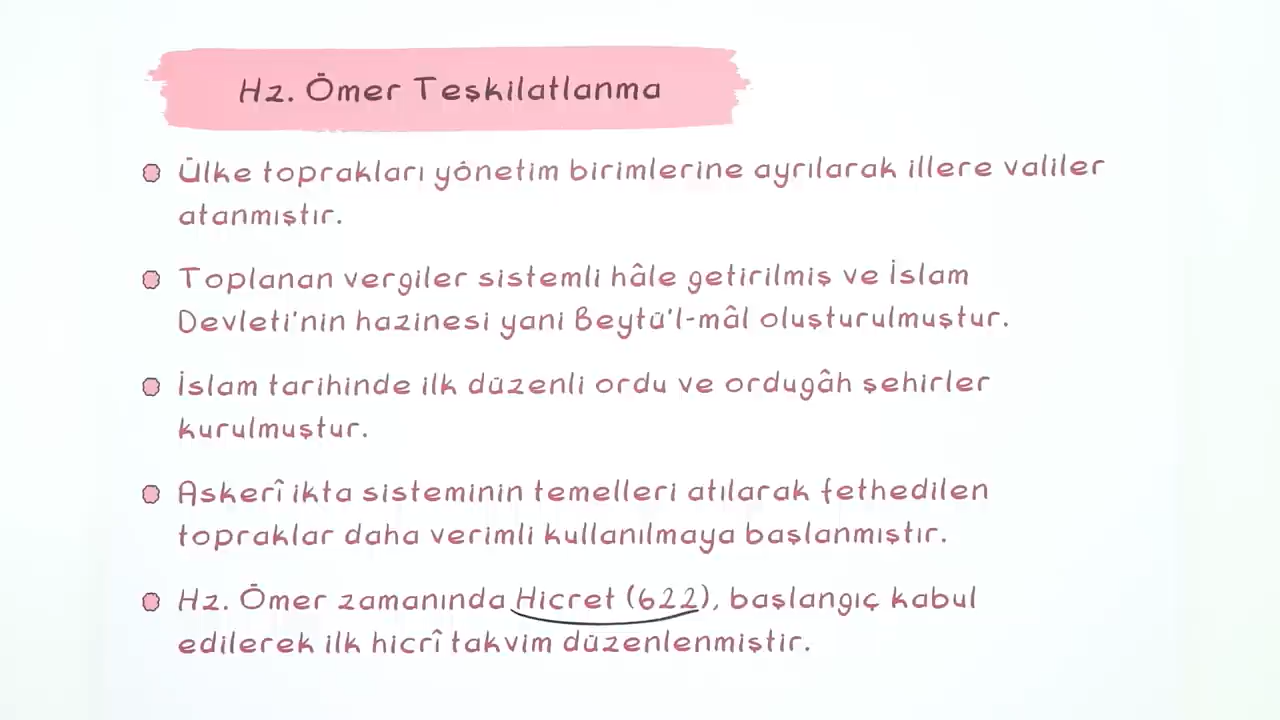 Hz. Ömer Teşkilatlanma
Ülke toprakları yönetim birimlerine ayrılarak illere valiler
atanmıştır.
Toplanan vergiler sistemli hâle getirilmiş ve İslam
Devleti'nin hazinesi yani Beytü'l-mâl oluşturulmuştur.
İslam tarihinde ilk düzenli ordu ve ordugâh şehirler
kurulmuştur.
Askerî ikta sisteminin temelleri atılarak fethedilen
topraklar daha verimli kullanılmaya başlanmıştır.
Hz. Ömer zamanında Hicret (622), başlangıç kabul
edilerek ilk hicrî takvim düzenlenmiştir.